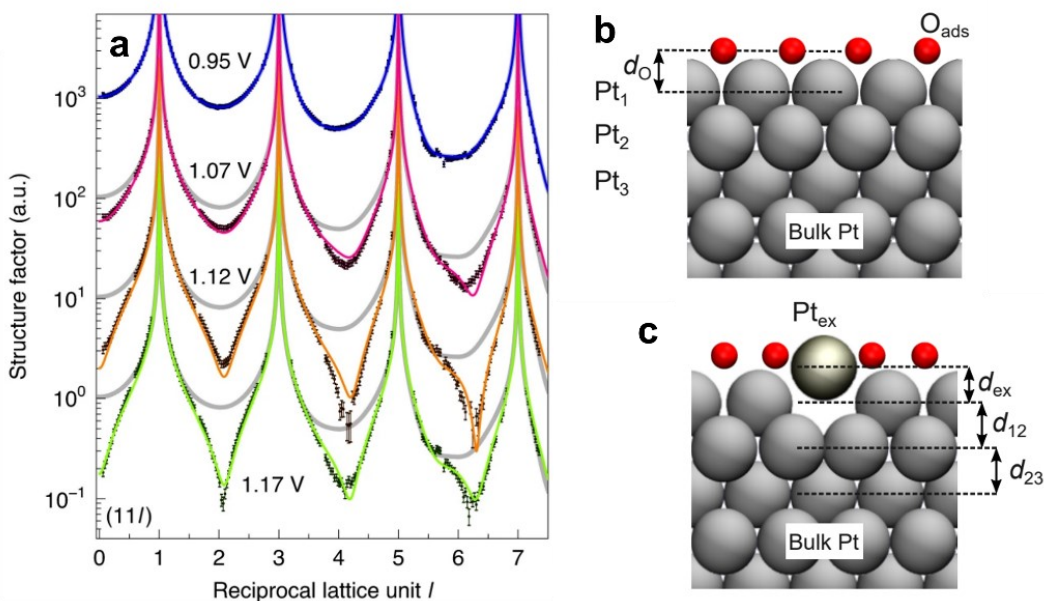 a
0.95 V
10³
1.07 V
10²
1.12 V
10¹
10⁰
1.17 V
10⁻¹
(11l)
Structure factor (a.u.)
0 1 2 3 4 5 6 7
Reciprocal lattice unit l
b
O_ads
d_O
Pt₁
Pt₂
Pt₃
Bulk Pt
c
Pt_ex
d_ex
d₁₂
d₂₃
Bulk Pt